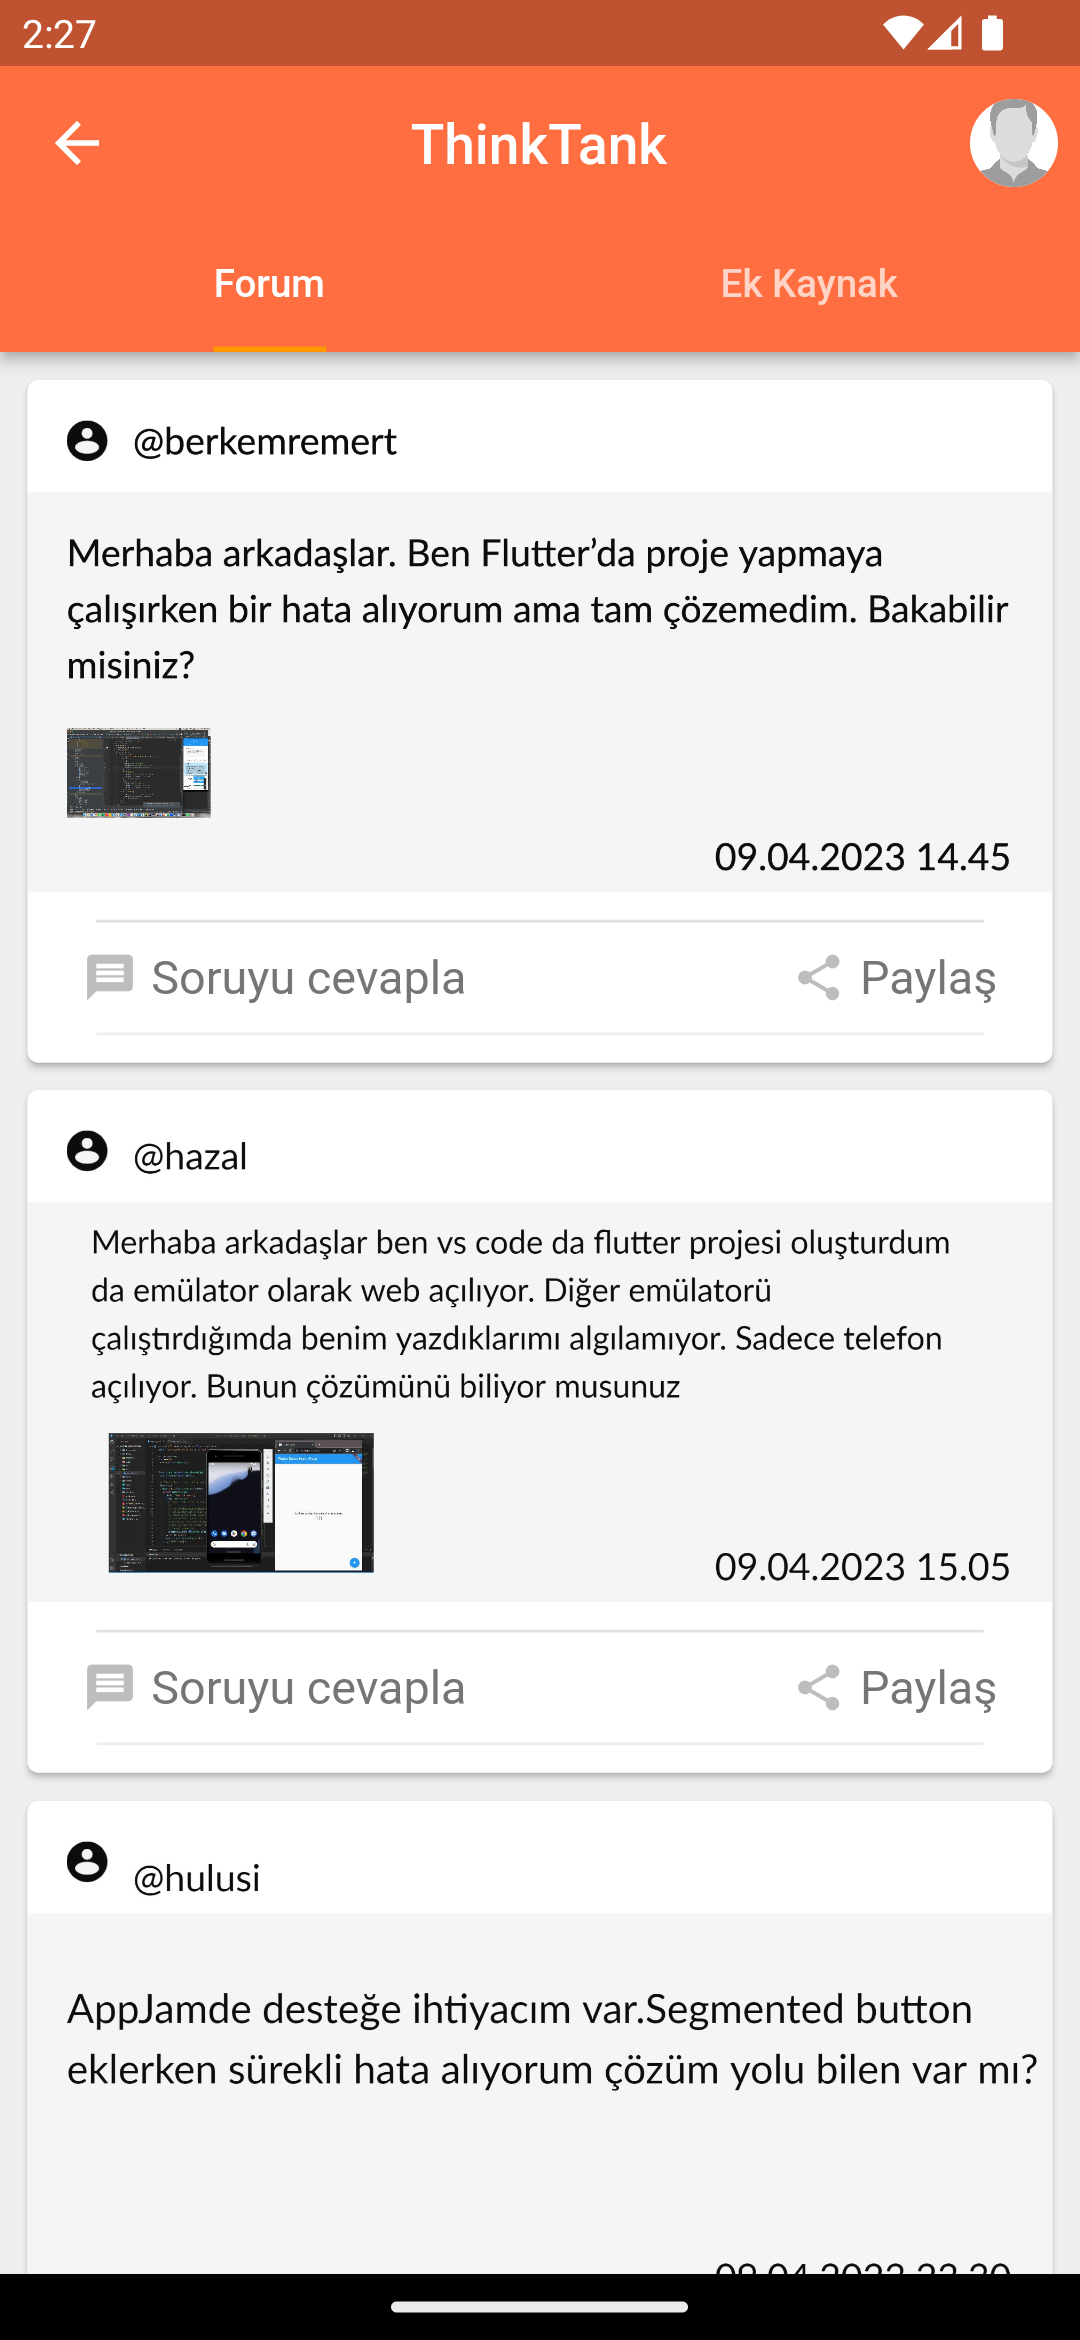 2:27
ThinkTank
Forum
Ek Kaynak
@berkemremert
Merhaba arkadaşlar. Ben Flutter’da proje yapmaya
çalışırken bir hata alıyorum ama tam çözemedim. Bakabilir
misiniz?
09.04.2023 14.45
Soruyu cevapla
Paylaş
@hazal
Merhaba arkadaşlar ben vs code da flutter projesi oluşturdum
da emülator olarak web açılıyor. Diğer emülatorü
çalıştırdığımda benim yazdıklarımı algılamıyor. Sadece telefon
açılıyor. Bunun çözümünü biliyor musunuz
09.04.2023 15.05
Soruyu cevapla
Paylaş
@hulusi
AppJamde desteğe ihtiyacım var.Segmented button
eklerken sürekli hata alıyorum çözüm yolu bilen var mı?